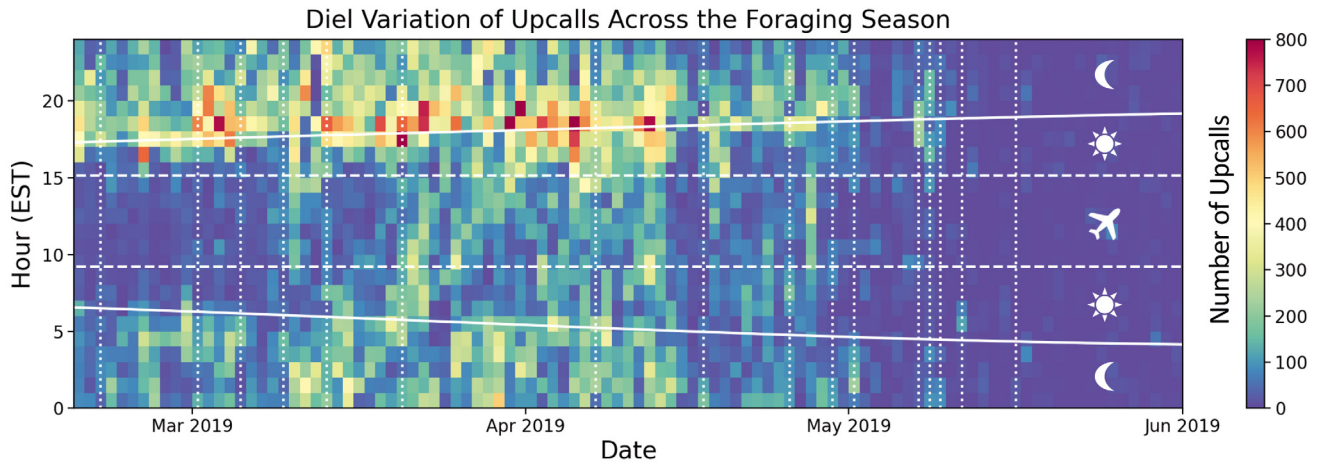 Diel Variation of Upcalls Across the Foraging Season
Hour (EST)
20
15
10
5
0
Mar 2019
Apr 2019
May 2019
Jun 2019
Date
Number of Upcalls
800
700
600
500
400
300
200
100
0